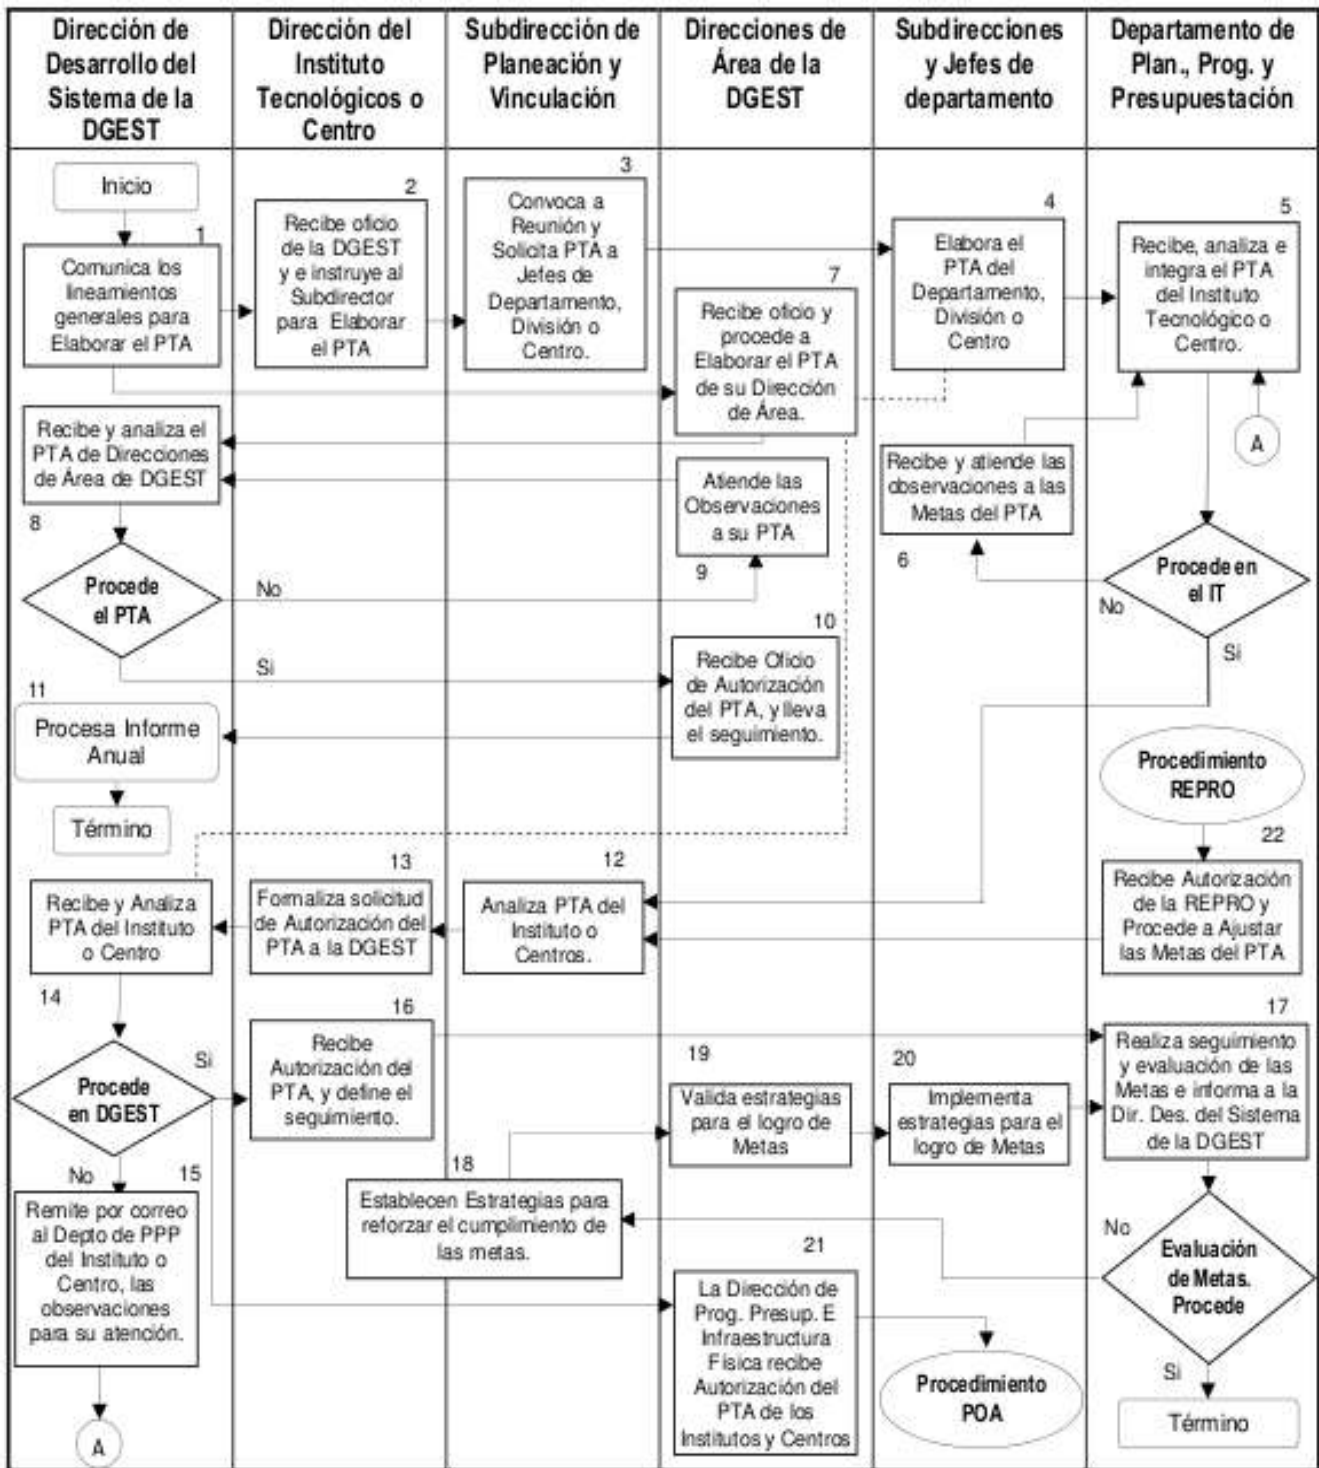 Dirección de
Desarrollo del
Sistema de la
DGEST
Dirección del
Instituto
Tecnológicos o
Centro
Subdirección de
Planeación y
Vinculación
Direcciones de
Área de la
DGEST
Subdirecciones
y Jefes de
departamento
Departamento de
Plan., Prog. y
Presupuestación
Inicio
1
Comunica los
lineamientos
generales para
Elaborar el PTA
2
Recibe oficio
de la DGEST
y e instruye al
Subdirector
para Elaborar
el PTA
3
Convoca a
Reunión y
Solicita PTA a
Jefes de
Departamento,
División o
Centro.
7
Recibe oficio y
procede a
Elaborar el PTA
de su Dirección
de Área.
4
Elabora el
PTA del
Departamento,
División o
Centro
5
Recibe, analiza e
integra el PTA
del Instituto
Tecnológico o
Centro.
A
Recibe y analiza el
PTA de Direcciones
de Área de DGEST
8
Atiende las
Observaciones
a su PTA
9
Recibe y atiende las
observaciones a las
Metas del PTA
6
Procede
el PTA
No
Si
Procede en
el IT
No
Si
10
Recibe Oficio
de Autorización
del PTA, y lleva
el seguimiento.
11
Procesa Informe
Anual
Término
Procedimiento
REPRO
22
Recibe Autorización
de la REPRO y
Procede a Ajustar
las Metas del PTA
12
Analiza PTA del
Instituto o
Centros.
13
Formaliza solicitud
de Autorización del
PTA a la DGEST
Recibe y Analiza
PTA del Instituto
o Centro
14
Procede
en DGEST
Si
No
16
Recibe
Autorización del
PTA, y define el
seguimiento.
17
Realiza seguimiento
y evaluación de las
Metas e informa a la
Dir. Des. del Sistema
de la DGEST
19
Valida estrategias
para el logro de
Metas
20
Implementa
estrategias para el
logro de Metas
18
Establecen Estrategias para
reforzar el cumplimiento de
las metas.
15
Remite por correo
al Depto de PPP
del Instituto o
Centro, las
observaciones
para su atención.
A
21
La Dirección de
Prog. Presup. E
Infraestructura
Física recibe
Autorización del
PTA de los
Institutos y Centros
Procedimiento
POA
No
Evaluación
de Metas.
Procede
Si
Término